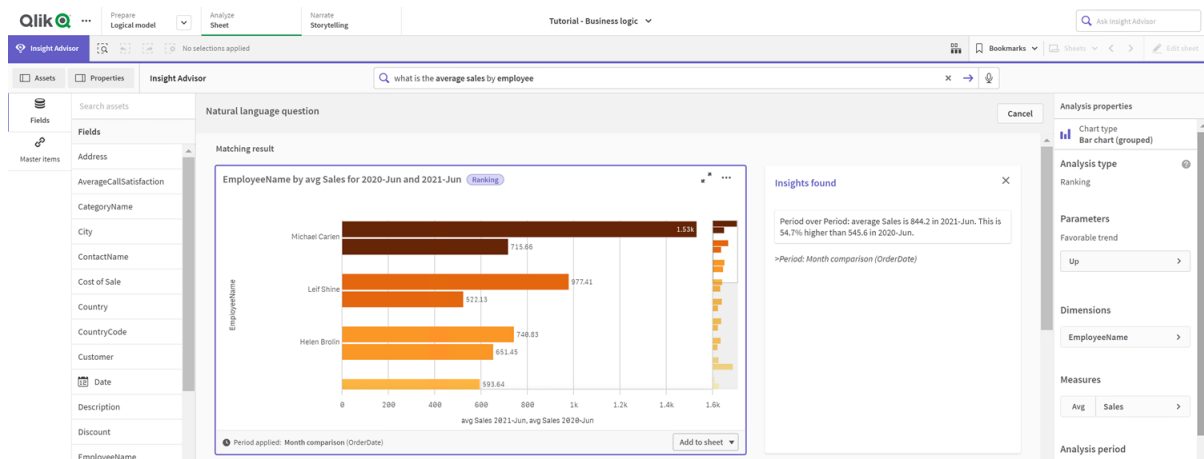 Qlik
Prepare
Logical model
Analyze
Sheet
Narrate
Storytelling
Tutorial - Business logic
Ask Insight Advisor
Insight Advisor
No selections applied
Bookmarks
Sheets
Edit sheet
Assets
Properties
Insight Advisor
what is the average sales by employee
Fields
Master items
Search assets
Fields
Address
AverageCallSatisfaction
CategoryName
City
ContactName
Cost of Sale
Country
CountryCode
Customer
Date
Description
Discount
EmployeeName
Natural language question
Cancel
Matching result
EmployeeName by avg Sales for 2020-Jun and 2021-Jun
Ranking
EmployeeName
Michael Carlen
1.53k
715.66
Leif Shine
977.41
522.13
Helen Brolin
740.83
651.45
593.64
0 200 400 600 800 1k 1.2k 1.4k 1.6k
avg Sales 2021-Jun, avg Sales 2020-Jun
Period applied: Month comparison (OrderDate)
Add to sheet
Insights found
Period over Period: average Sales is 844.2 in 2021-Jun. This is
54.7% higher than 545.6 in 2020-Jun.
>Period: Month comparison (OrderDate)
Analysis properties
Chart type
Bar chart (grouped)
Analysis type
Ranking
Parameters
Favorable trend
Up
Dimensions
EmployeeName
Measures
Avg Sales
Analysis period